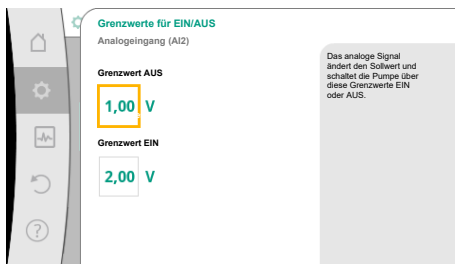 Grenzwerte für EIN/AUS
Analogeingang (AI2)
Grenzwert AUS
1,00 V
Grenzwert EIN
2,00 V
Das analoge Signal
ändert den Sollwert und
schaltet die Pumpe über
diese Grenzwerte EIN
oder AUS.
?